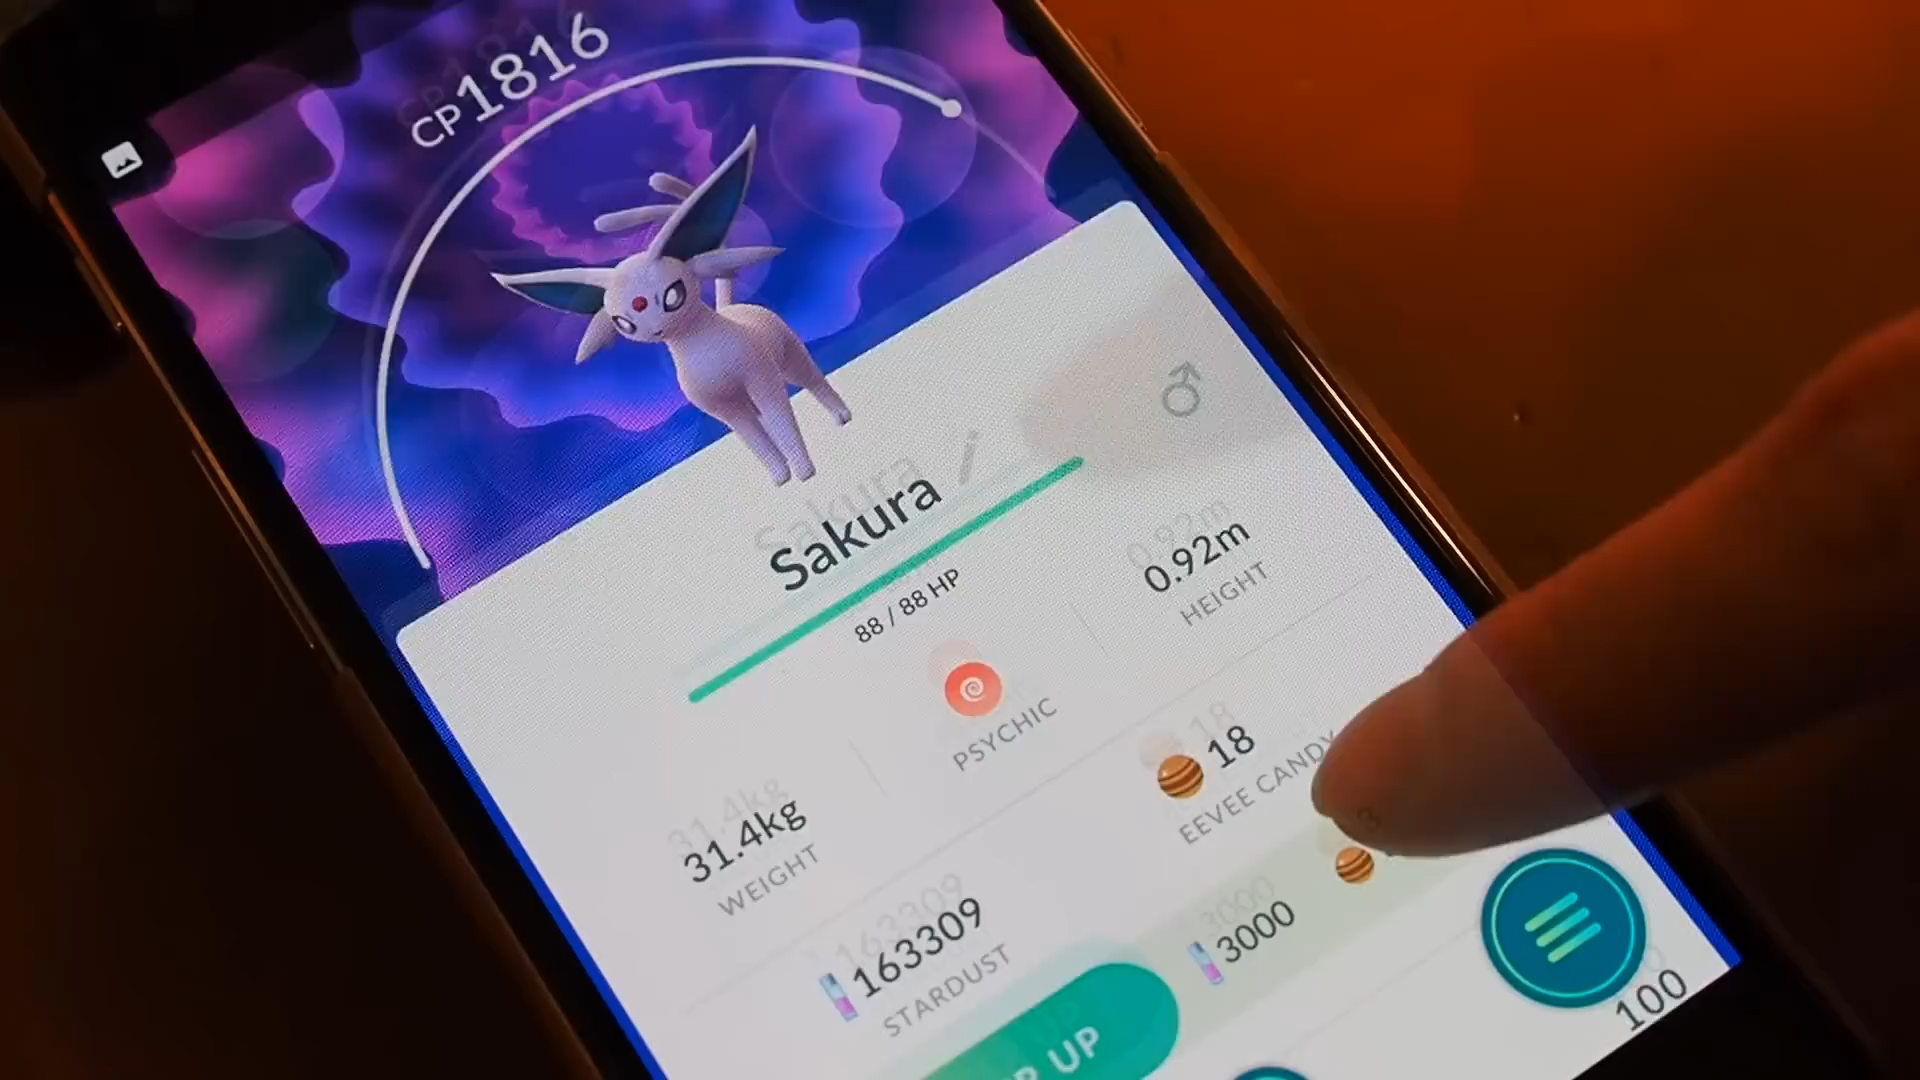 CP1816
Sakura
88 / 88 HP
31.4kg
WEIGHT
PSYCHIC
0.92m
HEIGHT
163309
STARDUST
18
EEVEE CANDY
UP
3000
3
100